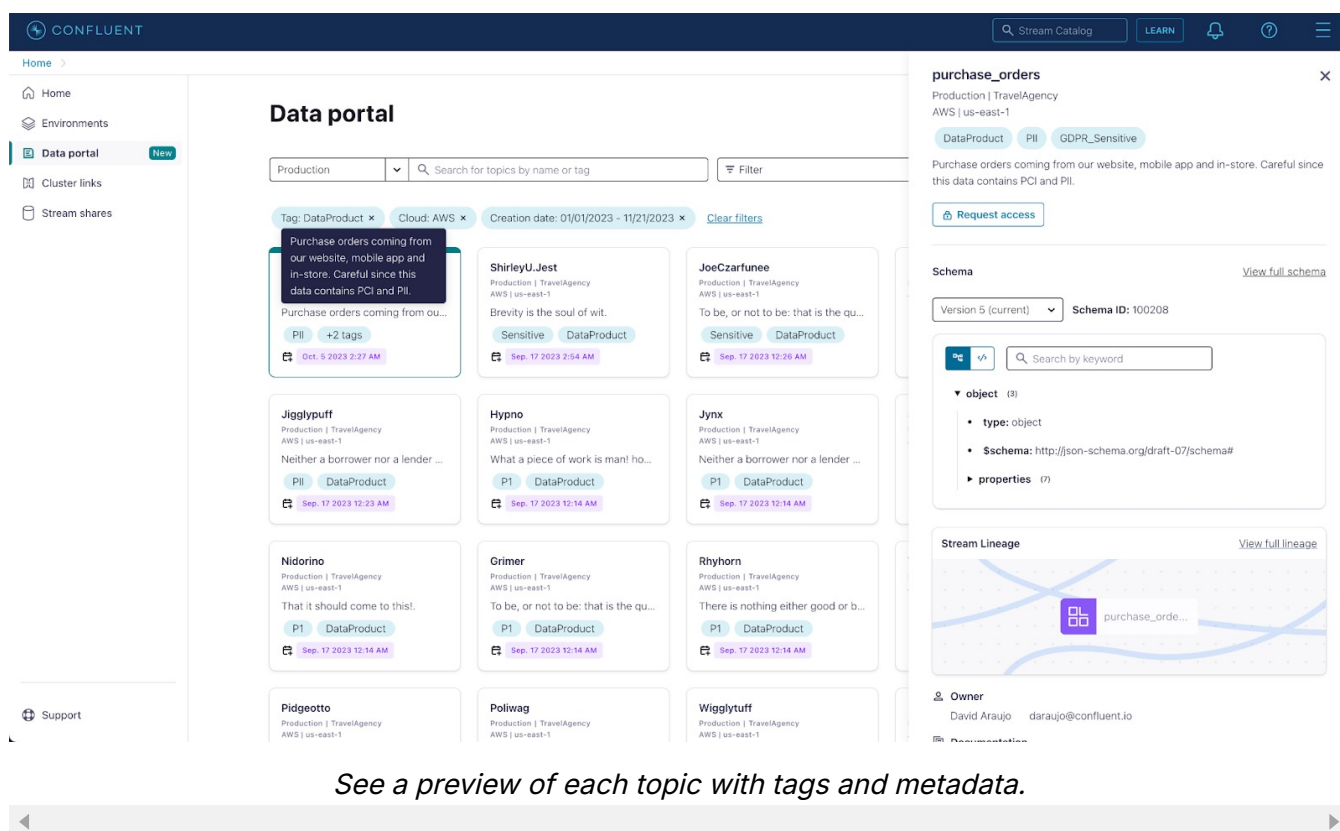 CONFLUENT
Stream Catalog
LEARN
Home
Home
Environments
Data portal
New
Cluster links
Stream shares
Support
Data portal
Production
Search for topics by name or tag
Filter
Tag: DataProduct ×
Cloud: AWS ×
Creation date: 01/01/2023 - 11/21/2023 ×
Clear filters
Purchase orders coming from
our website, mobile app and
in-store. Careful since this
data contains PCI and PII.
Purchase orders coming from ou...
PII
+2 tags
Oct. 5 2023 2:27 AM
ShirleyU.Jest
Production | TravelAgency
AWS | us-east-1
Brevity is the soul of wit.
Sensitive
DataProduct
Sep. 17 2023 2:54 AM
JoeCzarfunee
Production | TravelAgency
AWS | us-east-1
To be, or not to be: that is the qu...
Sensitive
DataProduct
Sep. 17 2023 12:26 AM
Jigglypuff
Production | TravelAgency
AWS | us-east-1
Neither a borrower nor a lender ...
PII
DataProduct
Sep. 17 2023 12:23 AM
Hypno
Production | TravelAgency
AWS | us-east-1
What a piece of work is man! ho...
P1
DataProduct
Sep. 17 2023 12:14 AM
Jynx
Production | TravelAgency
AWS | us-east-1
Neither a borrower nor a lender ...
P1
DataProduct
Sep. 17 2023 12:14 AM
Nidorino
Production | TravelAgency
AWS | us-east-1
That it should come to this!.
P1
DataProduct
Sep. 17 2023 12:14 AM
Grimer
Production | TravelAgency
AWS | us-east-1
To be, or not to be: that is the qu...
P1
DataProduct
Sep. 17 2023 12:14 AM
Rhyhorn
Production | TravelAgency
AWS | us-east-1
There is nothing either good or b...
P1
DataProduct
Sep. 17 2023 12:14 AM
Pidgeotto
Production | TravelAgency
AWS | us-east-1
Poliwag
Production | TravelAgency
AWS | us-east-1
Wigglytuff
Production | TravelAgency
AWS | us-east-1
purchase_orders
Production | TravelAgency
AWS | us-east-1
DataProduct
PII
GDPR_Sensitive
Purchase orders coming from our website, mobile app and in-store. Careful since
this data contains PCI and PII.
Request access
Schema
View full schema
Version 5 (current)
Schema ID: 100208
Search by keyword
object (3)
type: object
$schema: http://json-schema.org/draft-07/schema#
properties (7)
Stream Lineage
View full lineage
purchase_orde...
Owner
David Araujo daraujo@confluent.io
Documentation
See a preview of each topic with tags and metadata.